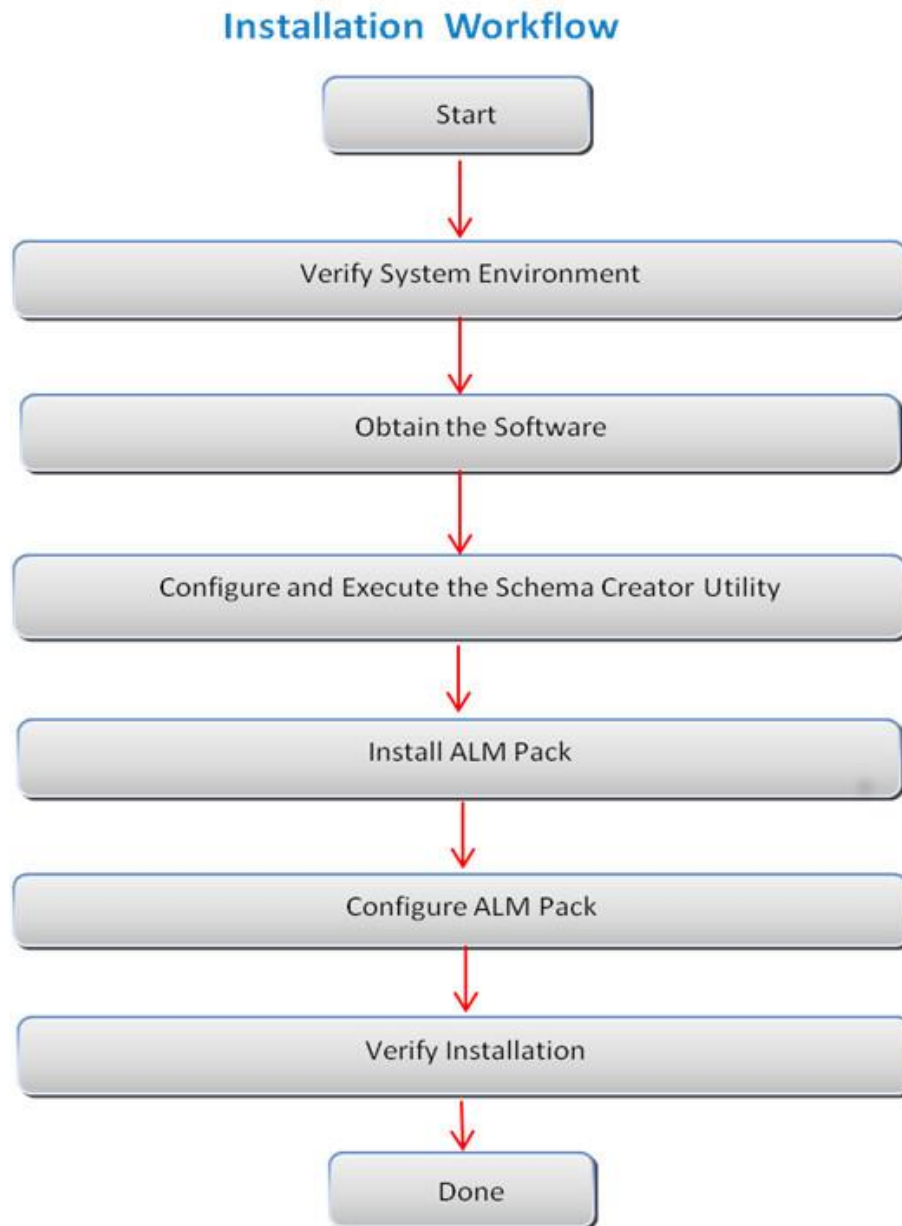 Installation Workflow
Start
Verify System Environment
Obtain the Software
Configure and Execute the Schema Creator Utility
Install ALM Pack
Configure ALM Pack
Verify Installation
Done